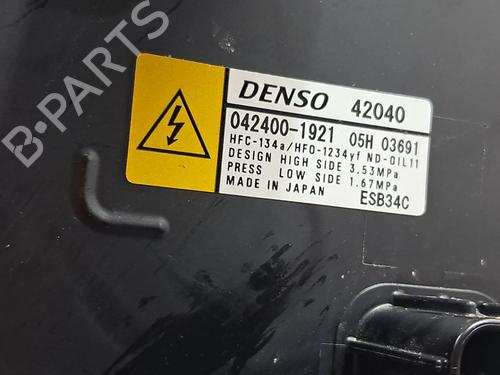 B-PARTS
DENSO 42040
042400-1921 05H 03691
HFC-134a/HFO-1234yf ND-OIL11
DESIGN HIGH SIDE 3.53MPa
PRESS LOW SIDE 1.67MPa
MADE IN JAPAN ESB34C